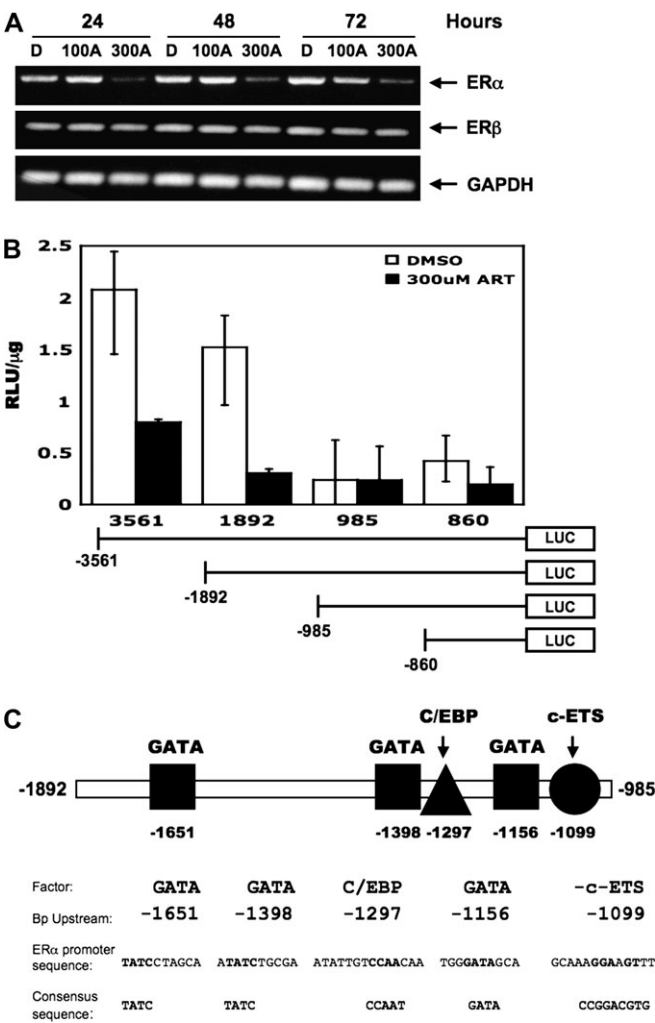 A
24 48 72 Hours
D 100A 300A D 100A 300A D 100A 300A
ERα
ERβ
GAPDH
B
2.5
2
1.5
1
0.5
0
RLU/µg
DMSO
300uM ART
3561 1892 985 860
-3561 LUC
-1892 LUC
-985 LUC
-860 LUC
C
C/EBP c-ETS
GATA GATA GATA
-1892 -985
-1651 -1398 -1297 -1156 -1099
Factor: GATA GATA C/EBP GATA -c-ETS
Bp Upstream: -1651 -1398 -1297 -1156 -1099
ERα promoter
sequence: TATCCTAGCA ATATCTGCGA ATATTGTCCAACAA TGGGATAGCA GCAAAGGAAGTTT
Consensus
sequence: TATC TATC CCAAT GATA CCGGACGTG